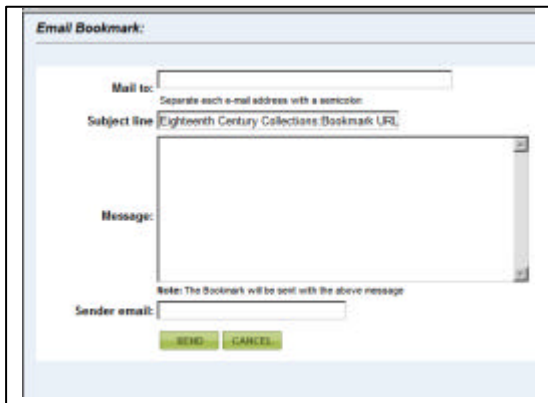 Email Bookmark:
Mail to:
Separate each e-mail address with a semicolon
Subject line Eighteenth Century Collections:Bookmark URL
Message:
Note: The Bookmark will be sent with the above message
Sender email:
SEND CANCEL